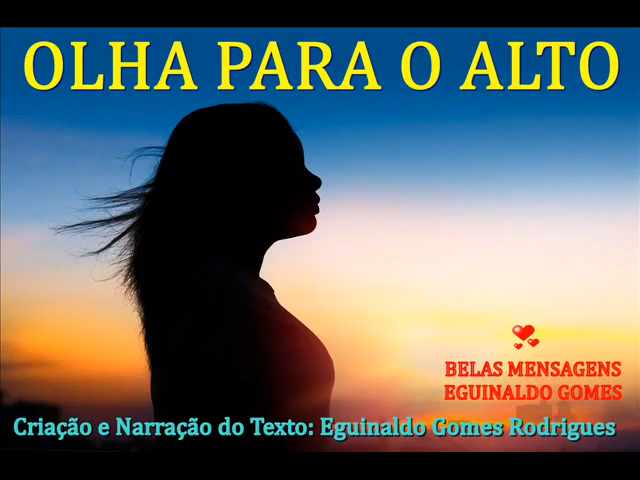 OLHA PARA O ALTO
BELAS MENSAGENS
EGUINALDO GOMES
Criação e Narração do Texto: Eguinaldo Gomes Rodrigues